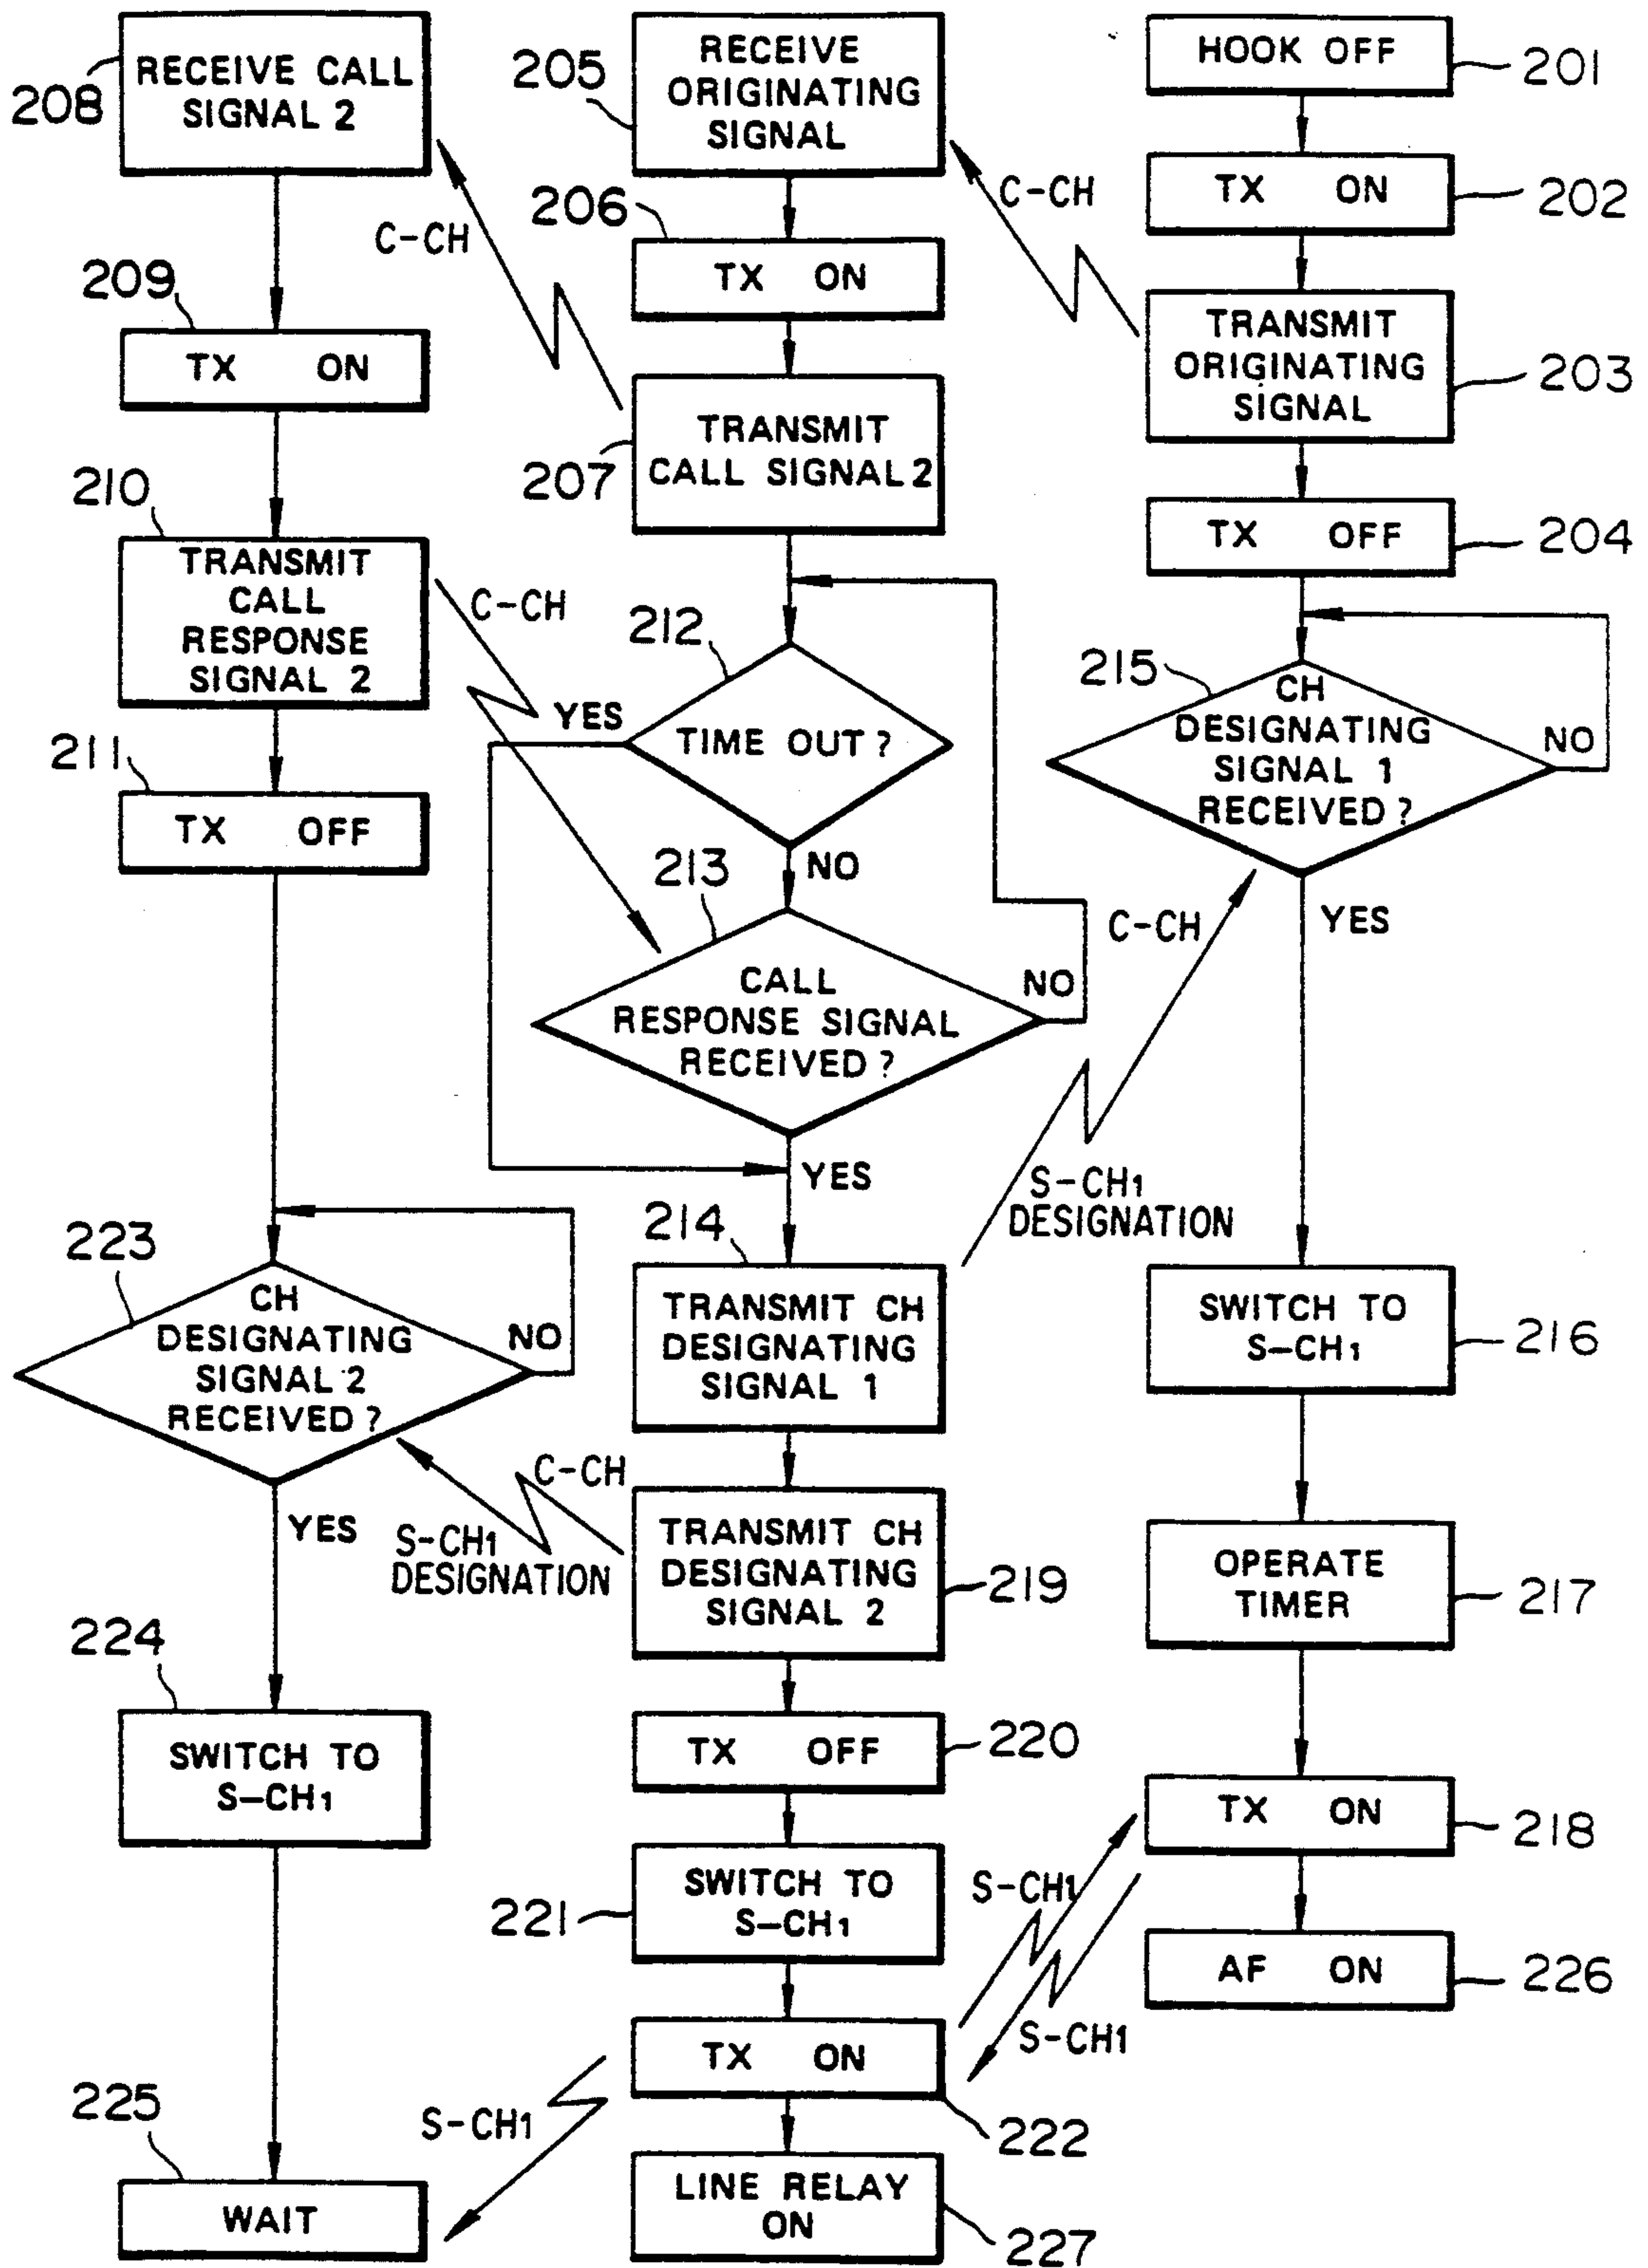 208
RECEIVE CALL
SIGNAL 2
209
TX ON
210
TRANSMIT
CALL
RESPONSE
SIGNAL 2
211
TX OFF
223
CH
DESIGNATING
SIGNAL 2
RECEIVED?
NO
YES
224
SWITCH TO
S-CH1
225
WAIT
C-CH
C-CH
C-CH
S-CH1
DESIGNATION
S-CH1
205
RECEIVE
ORIGINATING
SIGNAL
206
TX ON
207
TRANSMIT
CALL SIGNAL 2
212
TIME OUT?
YES
NO
213
CALL
RESPONSE SIGNAL
RECEIVED?
NO
YES
214
TRANSMIT CH
DESIGNATING
SIGNAL 1
TRANSMIT CH
DESIGNATING
SIGNAL 2
219
TX OFF
220
221
SWITCH TO
S-CH1
TX ON
222
LINE RELAY
ON
227
C-CH
C-CH
S-CH1
DESIGNATION
S-CH1
S-CH1
HOOK OFF
201
TX ON
202
TRANSMIT
ORIGINATING
SIGNAL
203
TX OFF
204
215
CH
DESIGNATING
SIGNAL 1
RECEIVED?
NO
YES
SWITCH TO
S-CH1
216
OPERATE
TIMER
217
TX ON
218
AF ON
226